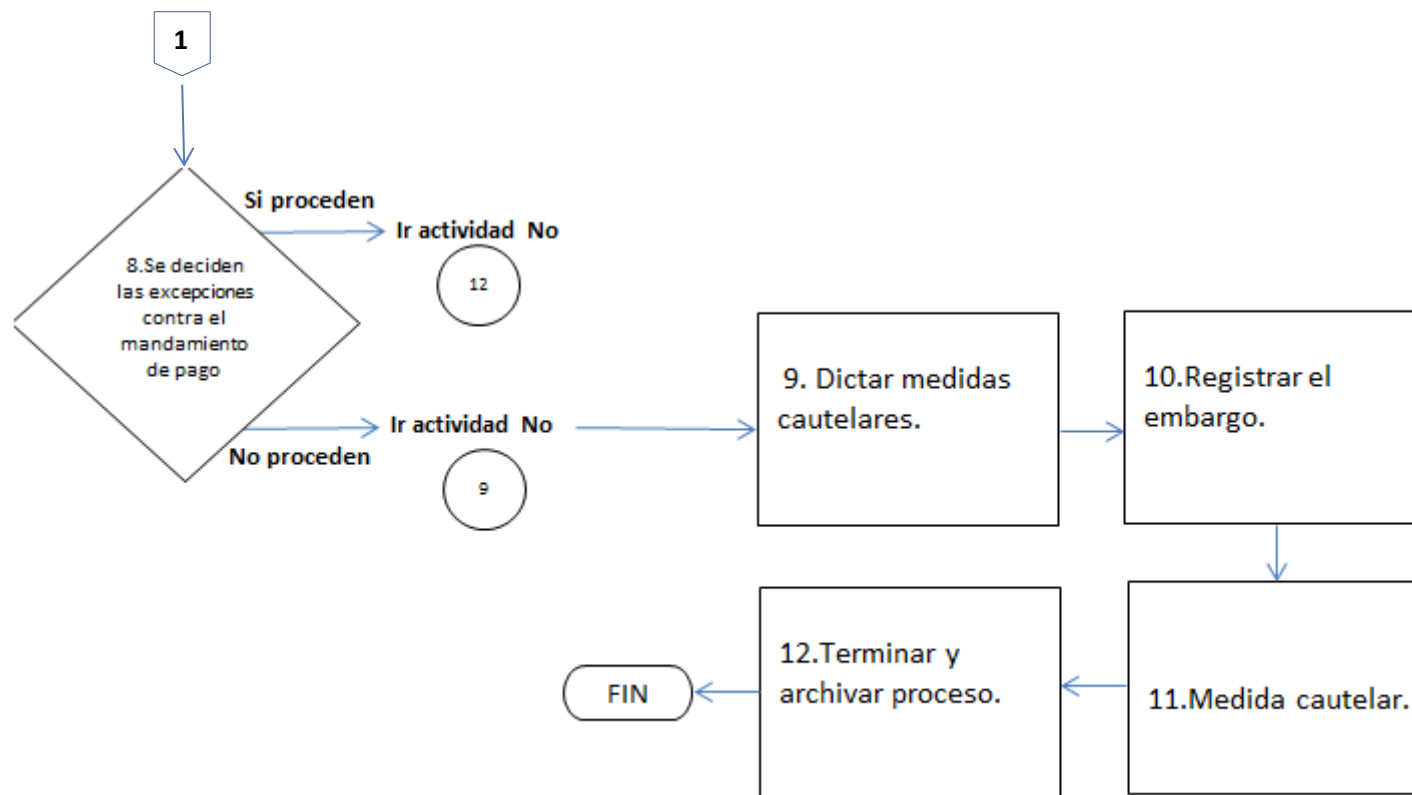 1
Si proceden
Ir actividad No
12
8.Se deciden
las excepciones
contra el
mandamiento
de pago
No proceden
Ir actividad No
9
9. Dictar medidas
cautelares.
10.Registrar el
embargo.
11.Medida cautelar.
12.Terminar y
archivar proceso.
FIN